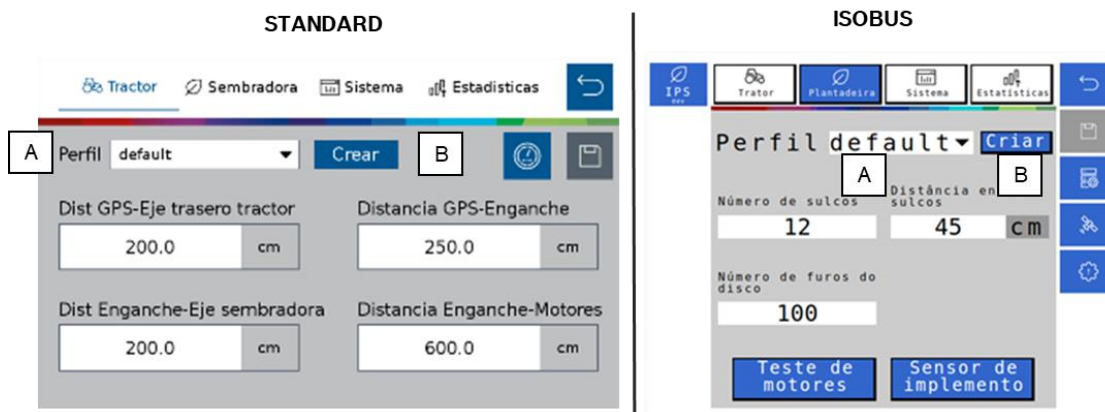 STANDARD
Tractor Sembradora Sistema Estadisticas
A Perfil default Crear B
Dist GPS-Eje trasero tractor Distancia GPS-Enganche
200.0 cm 250.0 cm
Dist Enganche-Eje sembradora Distancia Enganche-Motores
200.0 cm 600.0 cm
ISOBUS
IPS Trator Plantadeira Sistema Estatísticas
Perfil default Criar
A B
Número de sulcos Distância en
sulcos
12 45 cm
Número de furos do
disco
100
Teste de
motores
Sensor de
implemento